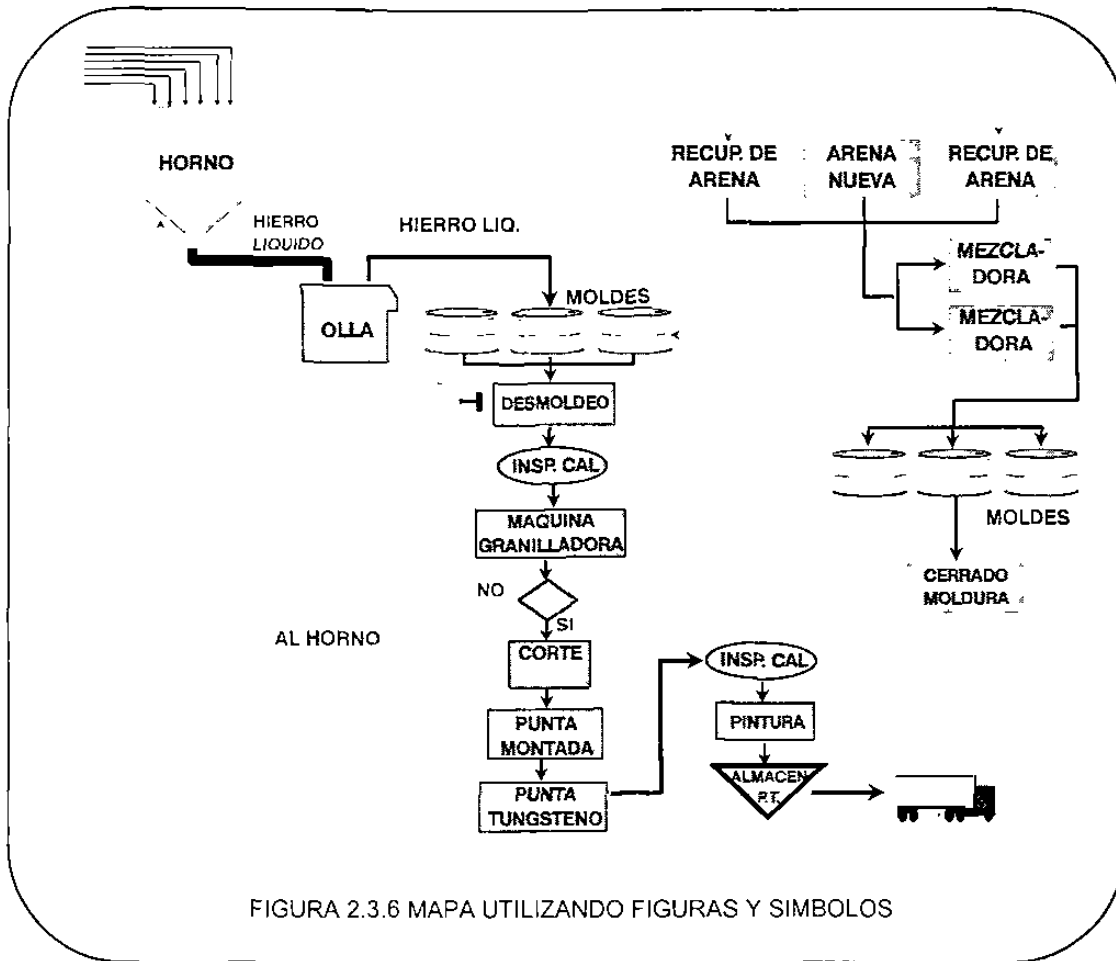 HORNO
HIERRO
LIQUIDO
HIERRO LIQ.
OLLA
MOLDES
DESMOLDEO
INSP. CAL
MAQUINA
GRANILLADORA
NO
SI
AL HORNO
CORTE
PUNTA
MONTADA
PUNTA
TUNGSTENO
INSP. CAL
PINTURA
ALMACEN
P.T.
RECUP. DE
ARENA
ARENA
NUEVA
RECUP. DE
ARENA
MEZCLA-
DORA
MEZCLA-
DORA
MOLDES
CERRADO
MOLDURA
FIGURA 2.3.6 MAPA UTILIZANDO FIGURAS Y SIMBOLOS